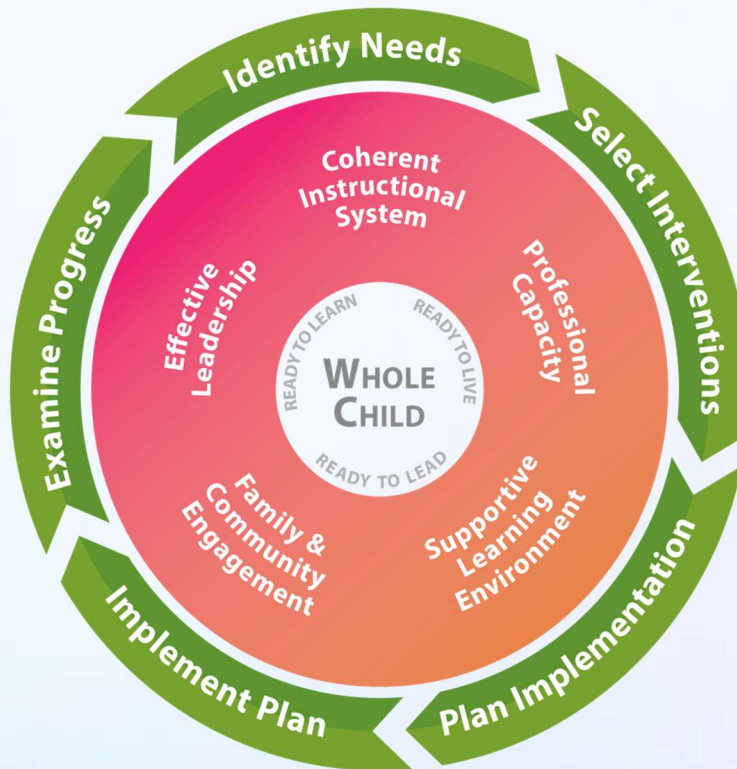 Identify Needs
Select Interventions
Plan Implementation
Implement Plan
Examine Progress
Coherent
Instructional
System
Professional
Capacity
Supportive
Learning
Environment
Family &
Community
Engagement
Effective
Leadership
READY TO LEARN
READY TO LIVE
READY TO LEAD
WHOLE
CHILD